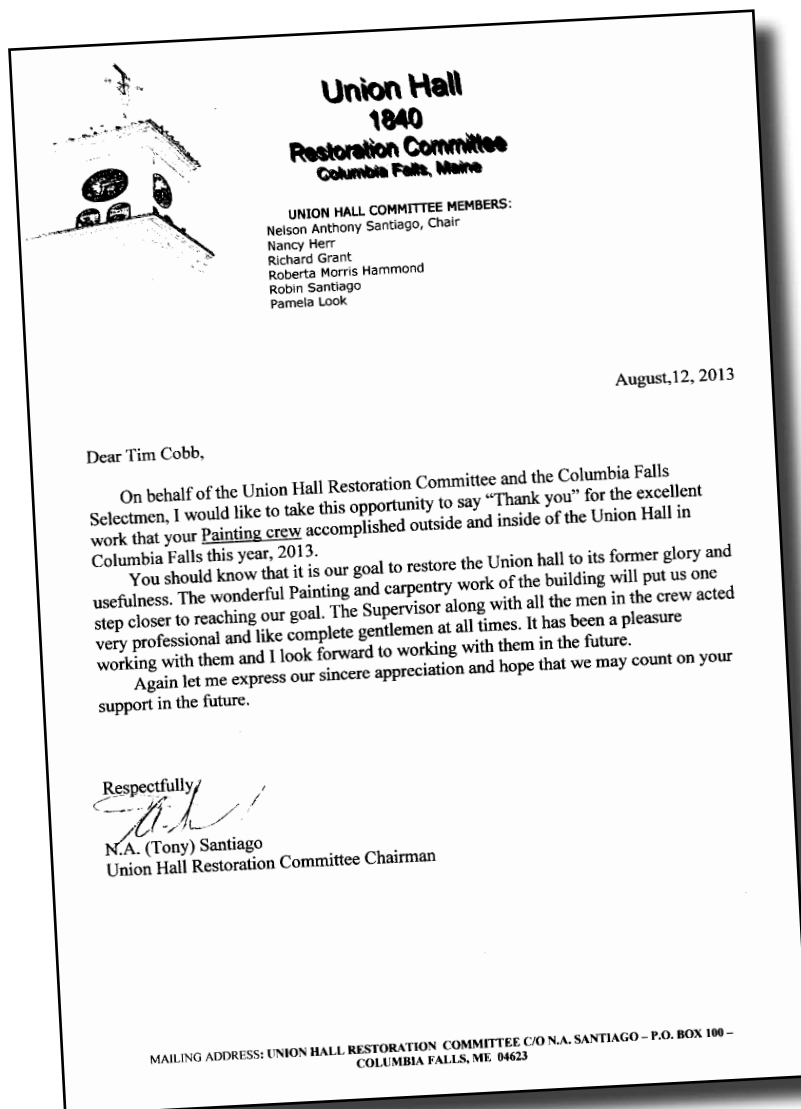 Union Hall
1840
Restoration Committee
Columbia Falls, Maine
UNION HALL COMMITTEE MEMBERS:
Nelson Anthony Santiago, Chair
Nancy Herr
Richard Grant
Roberta Morris Hammond
Robin Santiago
Pamela Look
August,12, 2013
Dear Tim Cobb,
On behalf of the Union Hall Restoration Committee and the Columbia Falls
Selectmen, I would like to take this opportunity to say “Thank you” for the excellent
work that your Painting crew accomplished outside and inside of the Union Hall in
Columbia Falls this year, 2013.
You should know that it is our goal to restore the Union hall to its former glory and
usefulness. The wonderful Painting and carpentry work of the building will put us one
step closer to reaching our goal. The Supervisor along with all the men in the crew acted
very professional and like complete gentlemen at all times. It has been a pleasure
working with them and I look forward to working with them in the future.
Again let me express our sincere appreciation and hope that we may count on your
support in the future.
Respectfully,
N.A. (Tony) Santiago
Union Hall Restoration Committee Chairman
MAILING ADDRESS: UNION HALL RESTORATION COMMITTEE C/O N.A. SANTIAGO – P.O. BOX 100 –
COLUMBIA FALLS, ME 04623